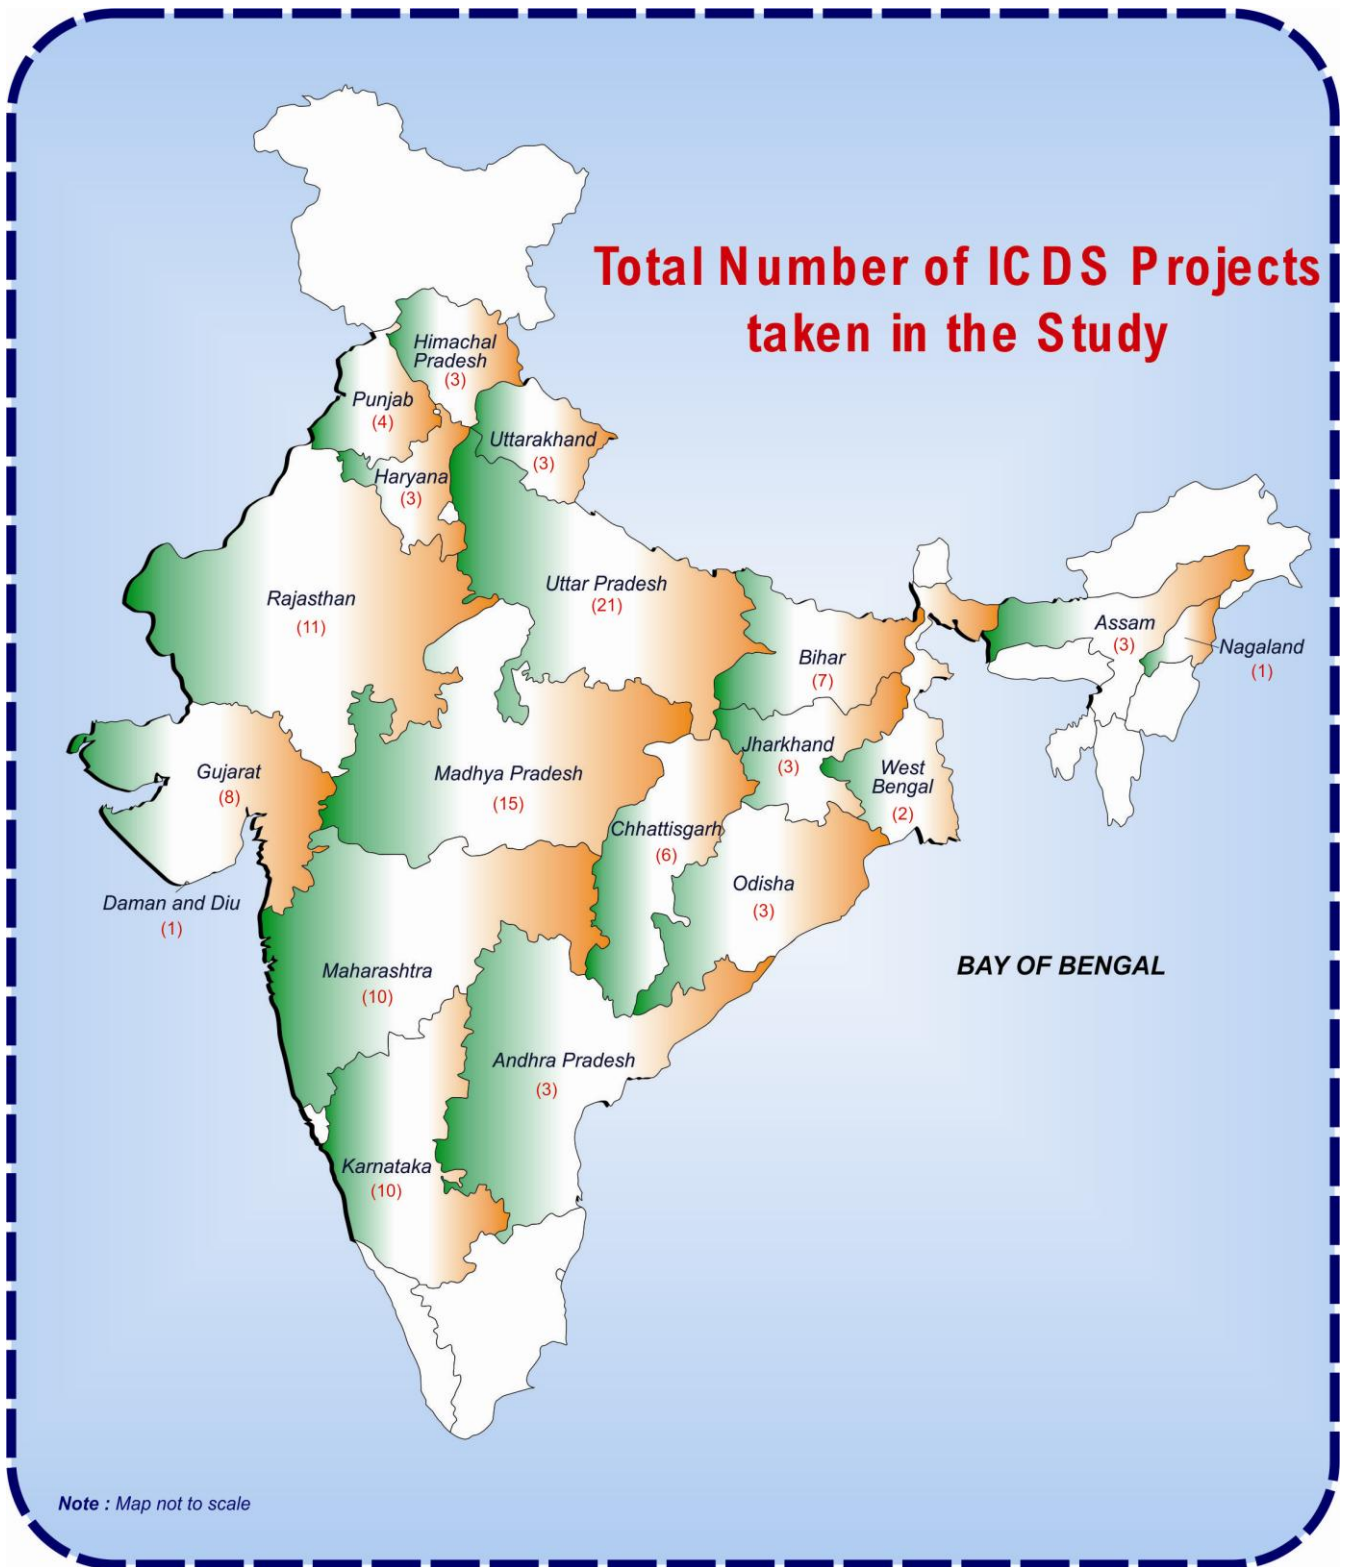 Total Number of ICDS Projects
taken in the Study
Himachal
Pradesh
(3)
Punjab
(4)
Uttarakhand
(3)
Haryana
(3)
Rajasthan
(11)
Uttar Pradesh
(21)
Bihar
(7)
Assam
(3)
Nagaland
(1)
Gujarat
(8)
Madhya Pradesh
(15)
Jharkhand
(3)
West
Bengal
(2)
Chhattisgarh
(6)
Odisha
(3)
Daman and Diu
(1)
Maharashtra
(10)
BAY OF BENGAL
Andhra Pradesh
(3)
Karnataka
(10)
Note : Map not to scale